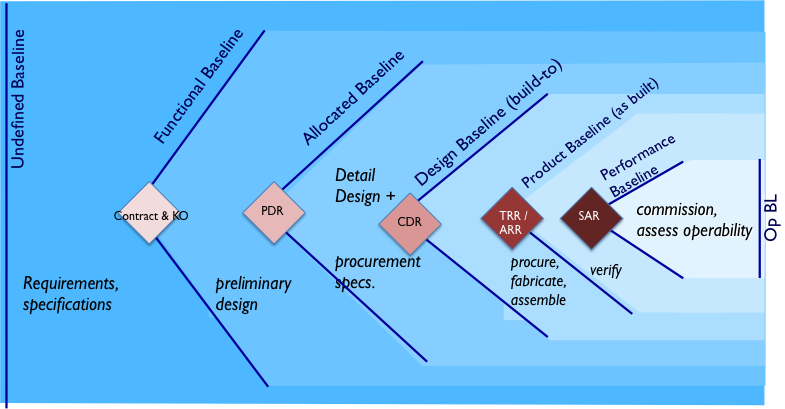 Undefined Baseline
Functional Baseline
Allocated Baseline
Design Baseline (build-to)
Product Baseline (as built)
Performance
Baseline
Op BL
Contract & KO
PDR
CDR
TRR /
ARR
SAR
Requirements,
specifications
preliminary
design
Detail
Design +
procurement
specs.
procure,
fabricate,
assemble
verify
commission,
assess operability